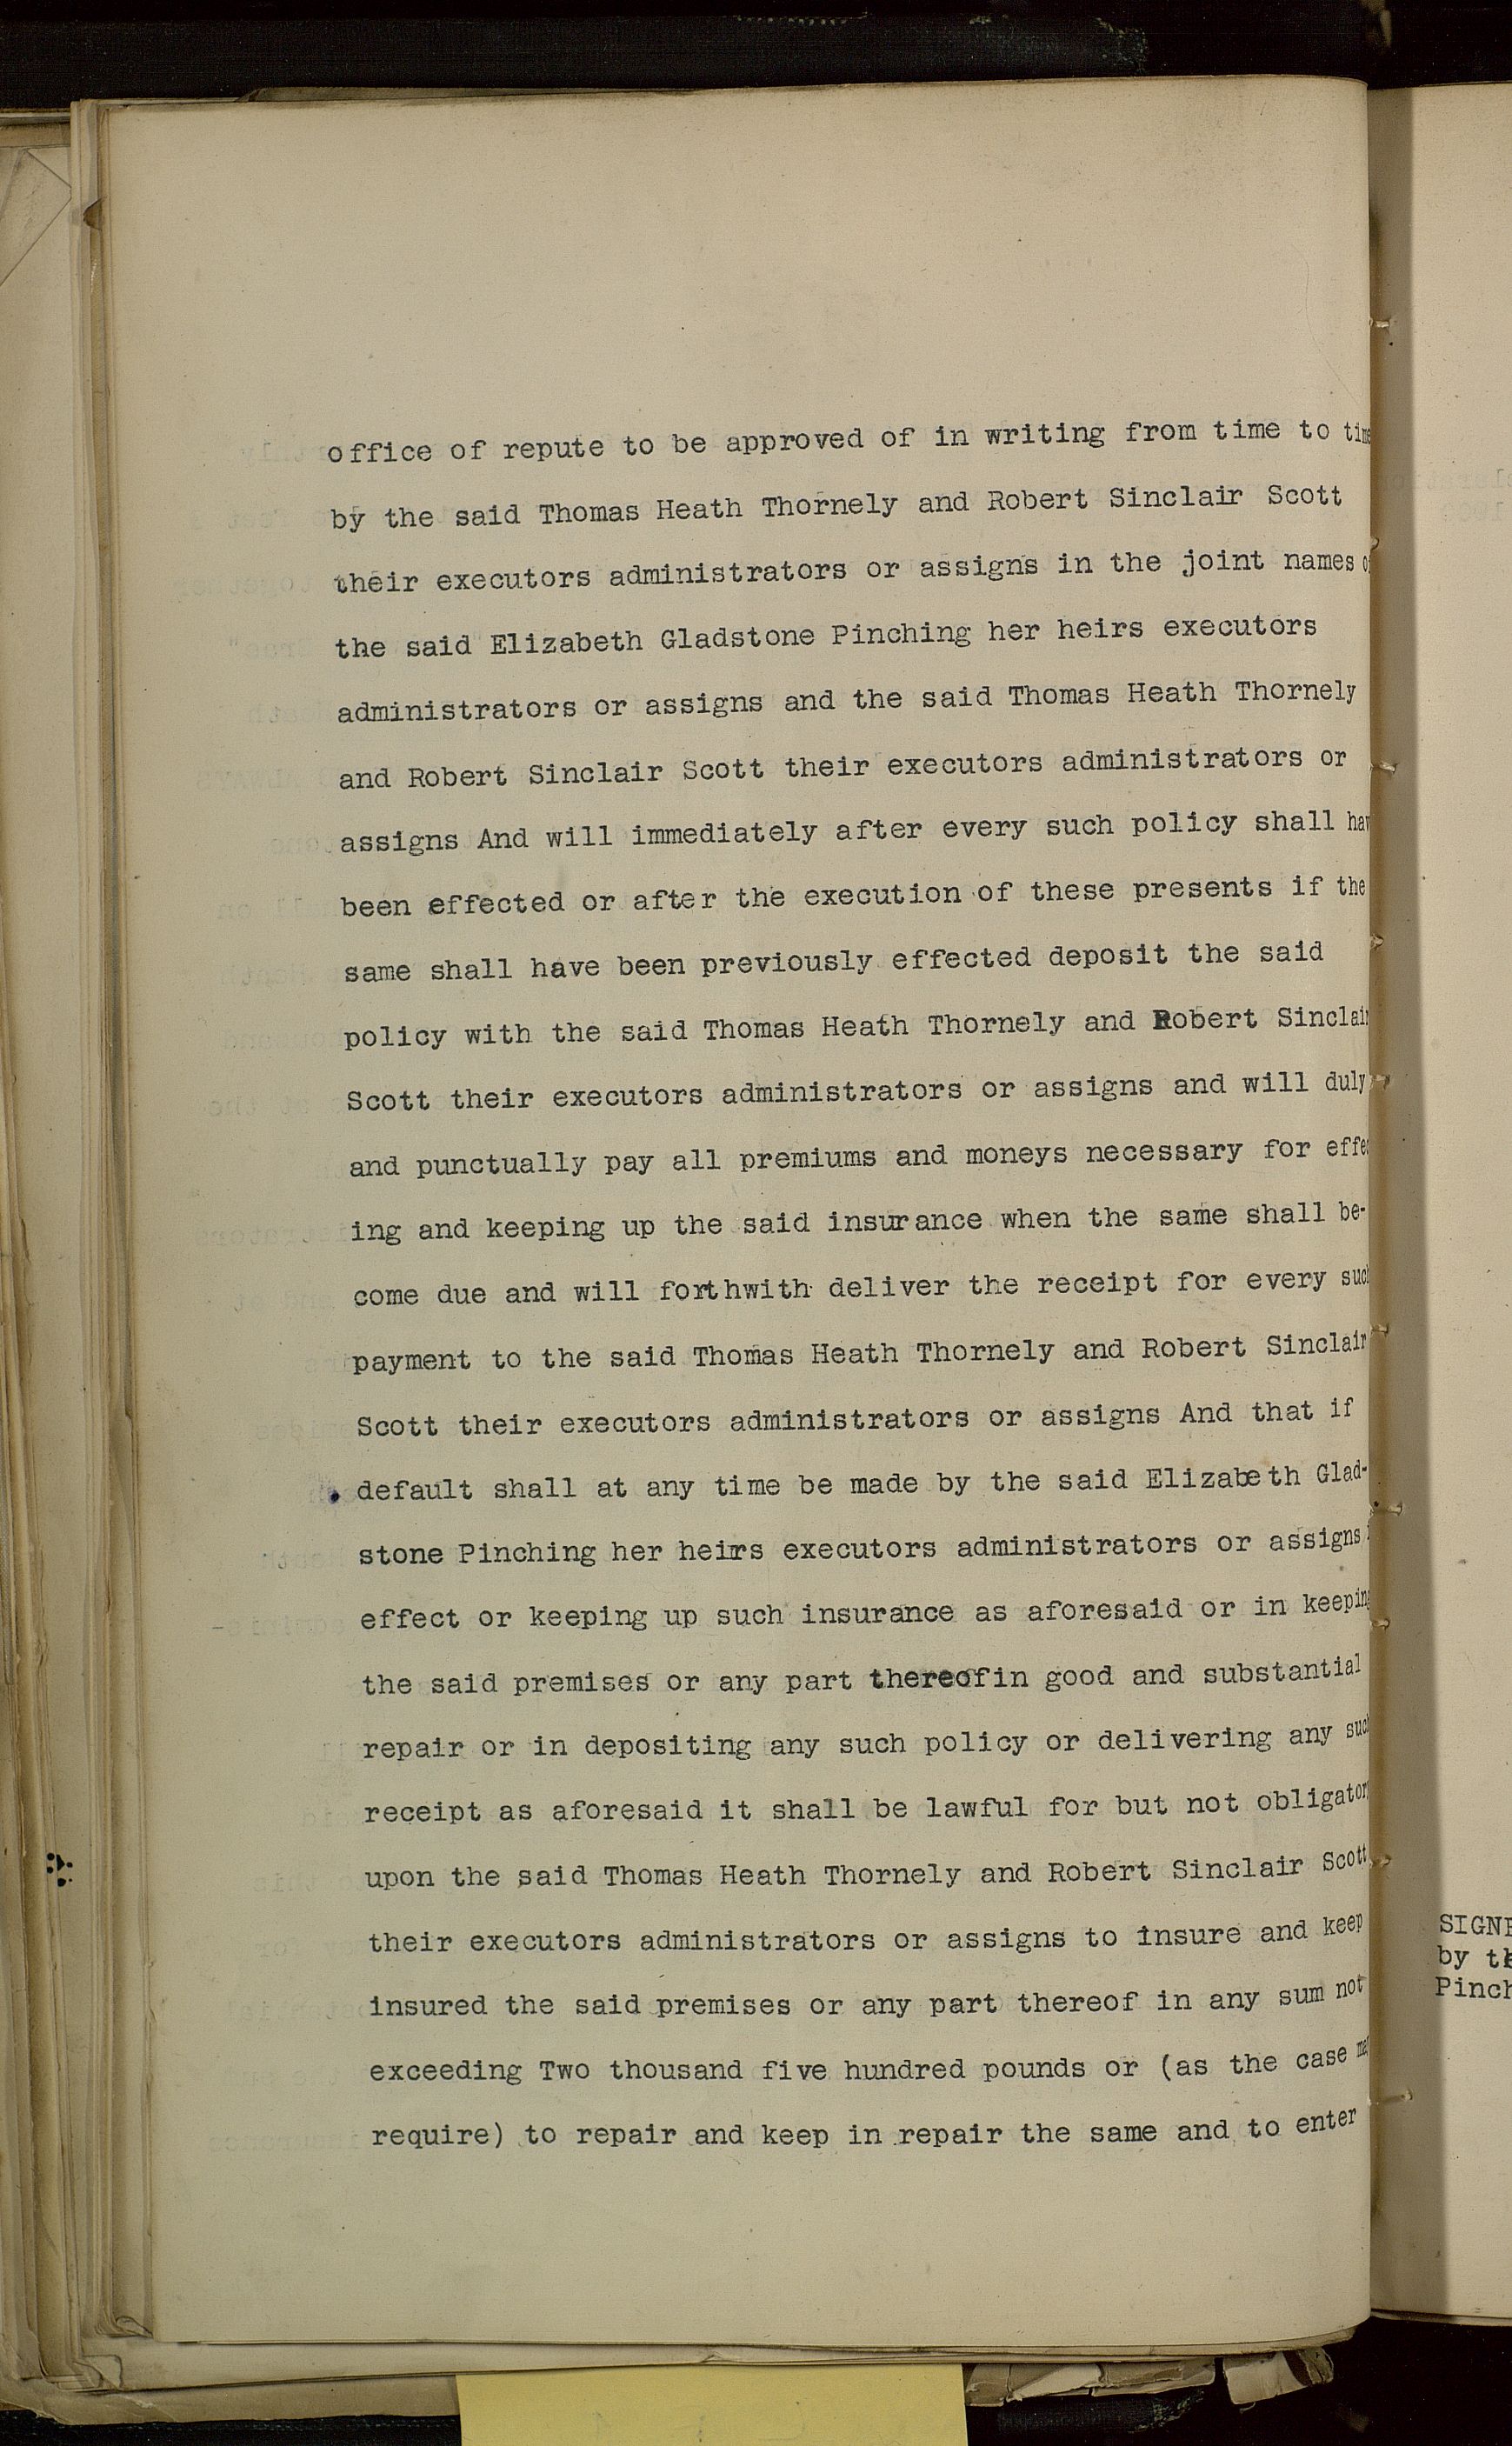 office of repute to be approved of in writing from time to time
by the said Thomas Heath Thornely and Robert Sinclair Scott
their executors administrators or assigns in the joint names of
the said Elizabeth Gladstone Pinching her heirs executors
administrators or assigns and the said Thomas Heath Thornely
and Robert Sinclair Scott their executors administrators or
assigns And will immediately after every such policy shall hav
been effected or after the execution of these presents if the
same shall have been previously effected deposit the said
policy with the said Thomas Heath Thornely and Robert Sinclair
Scott their executors administrators or assigns and will duly
and punctually pay all premiums and moneys necessary for effec
ing and keeping up the said insurance when the same shall be-
come due and will forthwith deliver the receipt for every such
payment to the said Thomas Heath Thornely and Robert Sinclair
Scott their executors administrators or assigns And that if
default shall at any time be made by the said Elizabeth Glad-
stone Pinching her heirs executors administrators or assigns
effect or keeping up such insurance as aforesaid or in keeping
the said premises or any part thereof in good and substantial
repair or in depositing any such policy or delivering any such
receipt as aforesaid it shall be lawful for but not obligatory
upon the said Thomas Heath Thornely and Robert Sinclair Scott
their executors administrators or assigns to insure and keep
insured the said premises or any part thereof in any sum not
exceeding Two thousand five hundred pounds or (as the case may
require) to repair and keep in repair the same and to enter
SIGNE
by th
Pinch